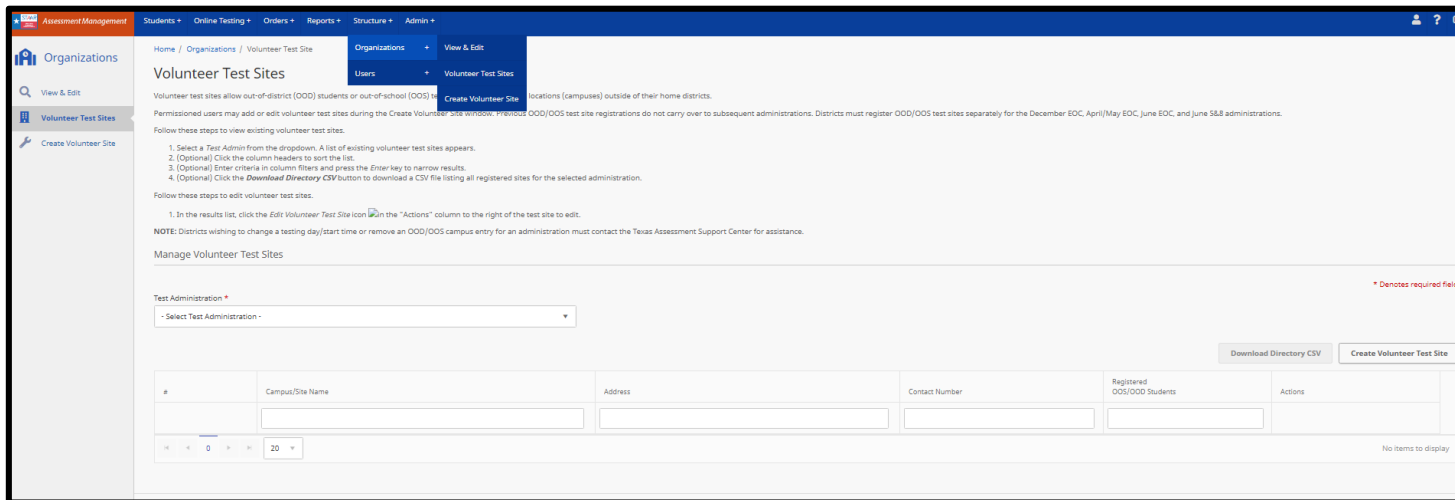 Assessment Management
Students +
Online Testing +
Orders +
Reports +
Structure +
Admin +
?
Organizations +
View & Edit
Users +
Volunteer Test Sites
Create Volunteer Site
Organizations
View & Edit
Volunteer Test Sites
Create Volunteer Site
Home / Organizations / Volunteer Test Site
Volunteer Test Sites
Volunteer test sites allow out-of-district (OOD) students or out-of-school (OOS) te
locations (campuses) outside of their home districts.
Permissioned users may add or edit volunteer test sites during the Create Volunteer Site window. Previous OOD/OOS test site registrations do not carry over to subsequent administrations. Districts must register OOD/OOS test sites separately for the December EOC, April/May EOC, June EOC, and June 5&8 administrations.
Follow these steps to view existing volunteer test sites.
1. Select a Test Admin from the dropdown. A list of existing volunteer test sites appears.
2. (Optional) Click the column headers to sort the list.
3. (Optional) Enter criteria in column filters and press the Enter key to narrow results.
4. (Optional) Click the Download Directory CSV button to download a CSV file listing all registered sites for the selected administration.
Follow these steps to edit volunteer test sites.
1. In the results list, click the Edit Volunteer Test Site icon in the "Actions" column to the right of the test site to edit.
NOTE: Districts wishing to change a testing day/start time or remove an OOD/OOS campus entry for an administration must contact the Texas Assessment Support Center for assistance.
Manage Volunteer Test Sites
* Denotes required fiel
Test Administration *
- Select Test Administration -
Download Directory CSV
Create Volunteer Test Site
#
Campus/Site Name
Address
Contact Number
Registered
OOS/OOD Students
Actions
0
20
No items to display